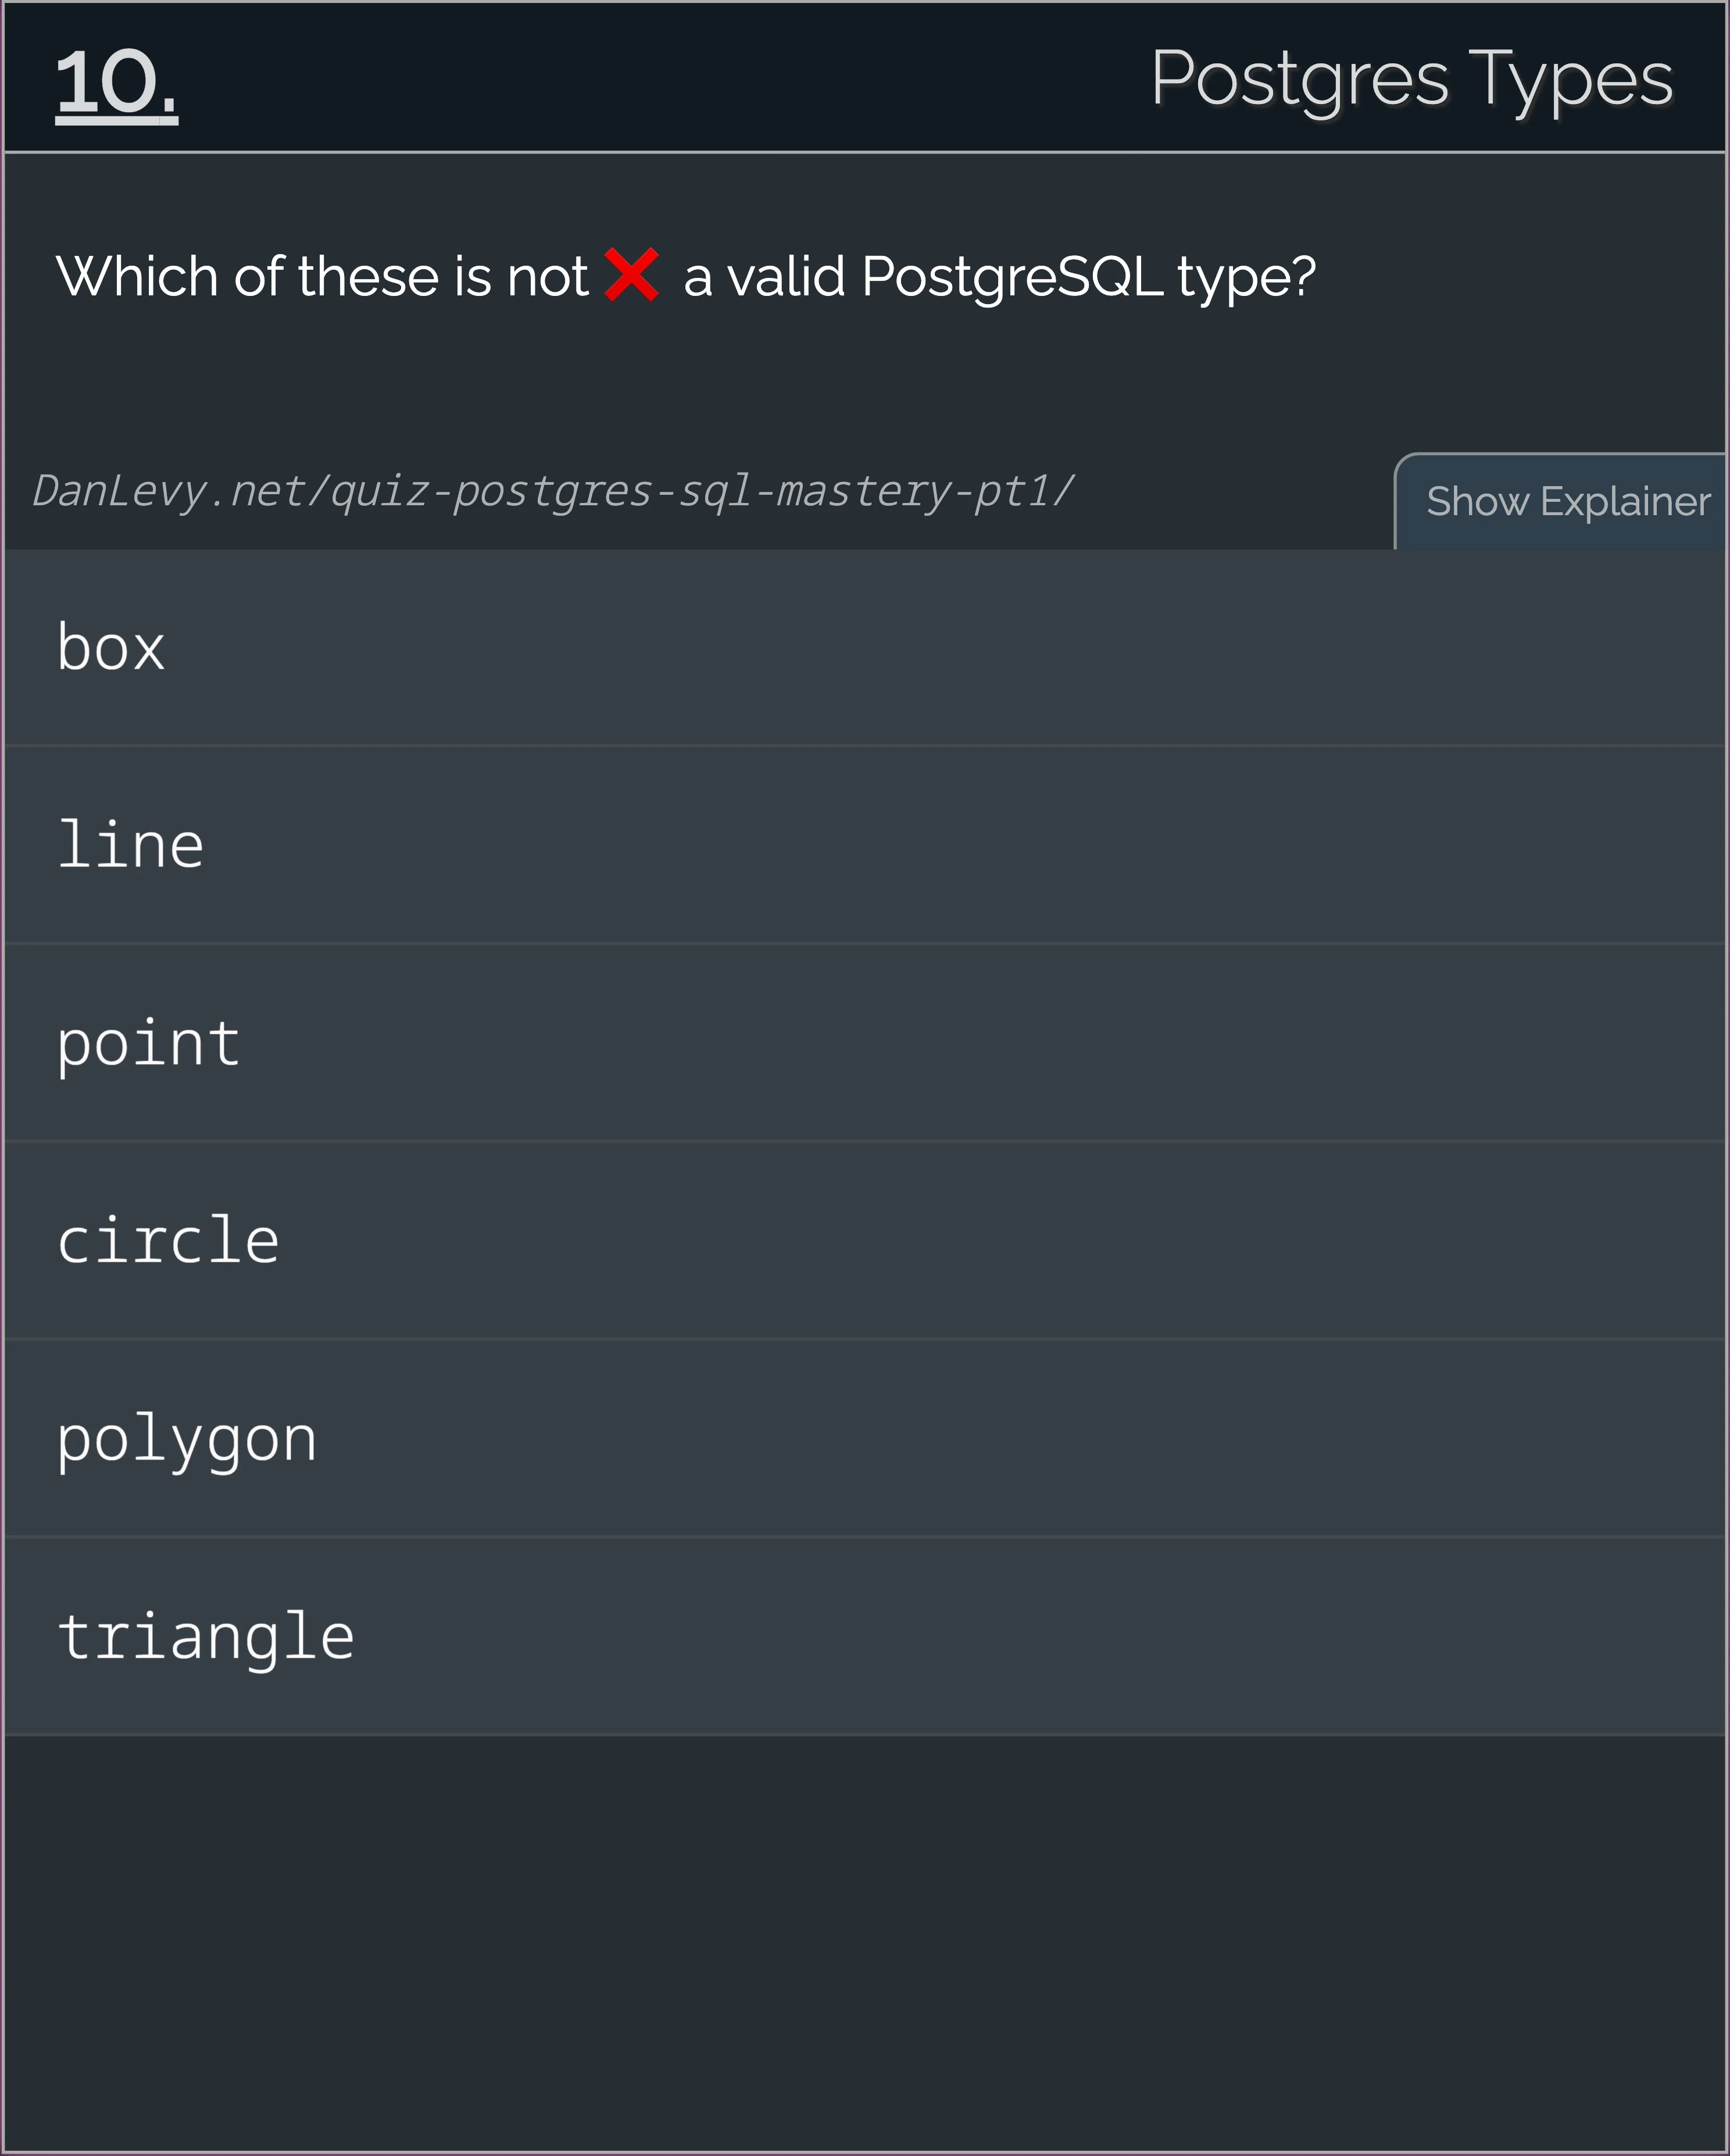 10.
Postgres Types
Which of these is not ❌ a valid PostgreSQL type?
DanLevy.net/quiz-postgres-sql-mastery-pt1/
Show Explainer
box
line
point
circle
polygon
triangle